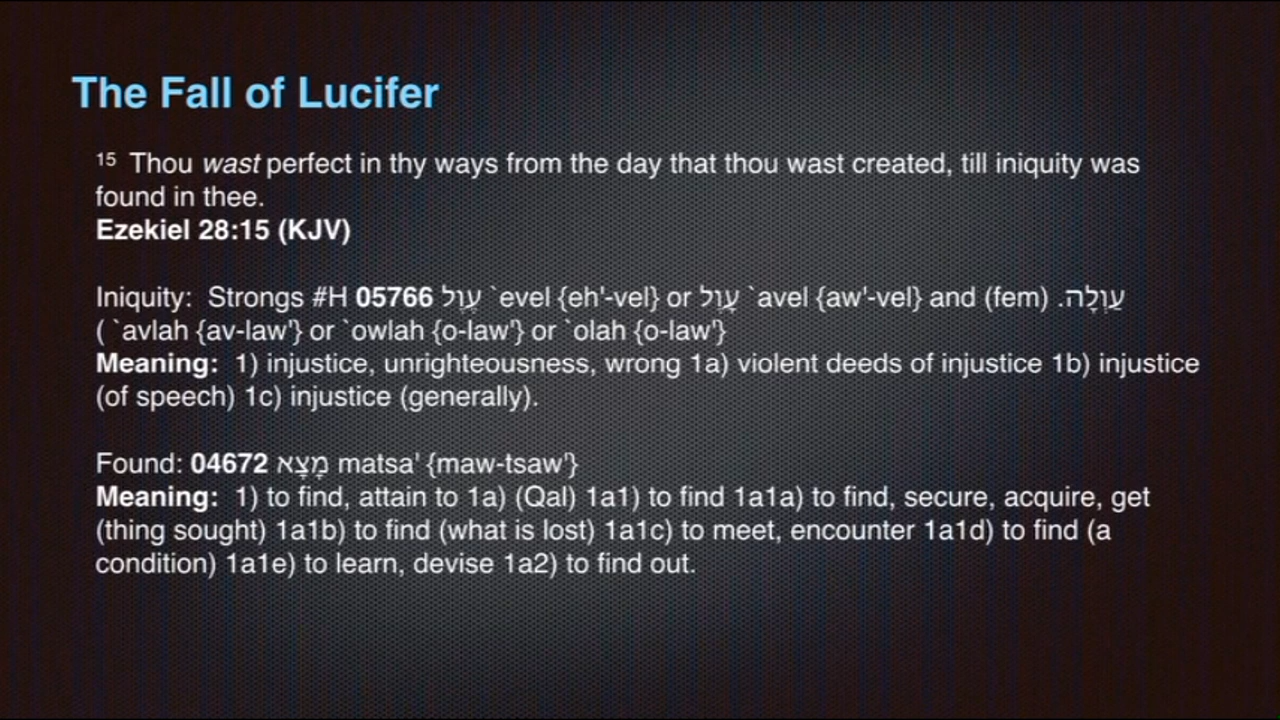 The Fall of Lucifer
15 Thou wast perfect in thy ways from the day that thou wast created, till iniquity was
found in thee.
Ezekiel 28:15 (KJV)
Iniquity: Strongs #H 05766 עֶוֶל `evel {eh'-vel} or עָוֶל `avel {aw'-vel} and (fem) .עַוְלָה
( `avlah {av-law'} or `owlah {o-law'} or `olah {o-law'}
Meaning: 1) injustice, unrighteousness, wrong 1a) violent deeds of injustice 1b) injustice
(of speech) 1c) injustice (generally).
Found: 04672 מָצָא matsa' {maw-tsaw'}
Meaning: 1) to find, attain to 1a) (Qal) 1a1) to find 1a1a) to find, secure, acquire, get
(thing sought) 1a1b) to find (what is lost) 1a1c) to meet, encounter 1a1d) to find (a
condition) 1a1e) to learn, devise 1a2) to find out.